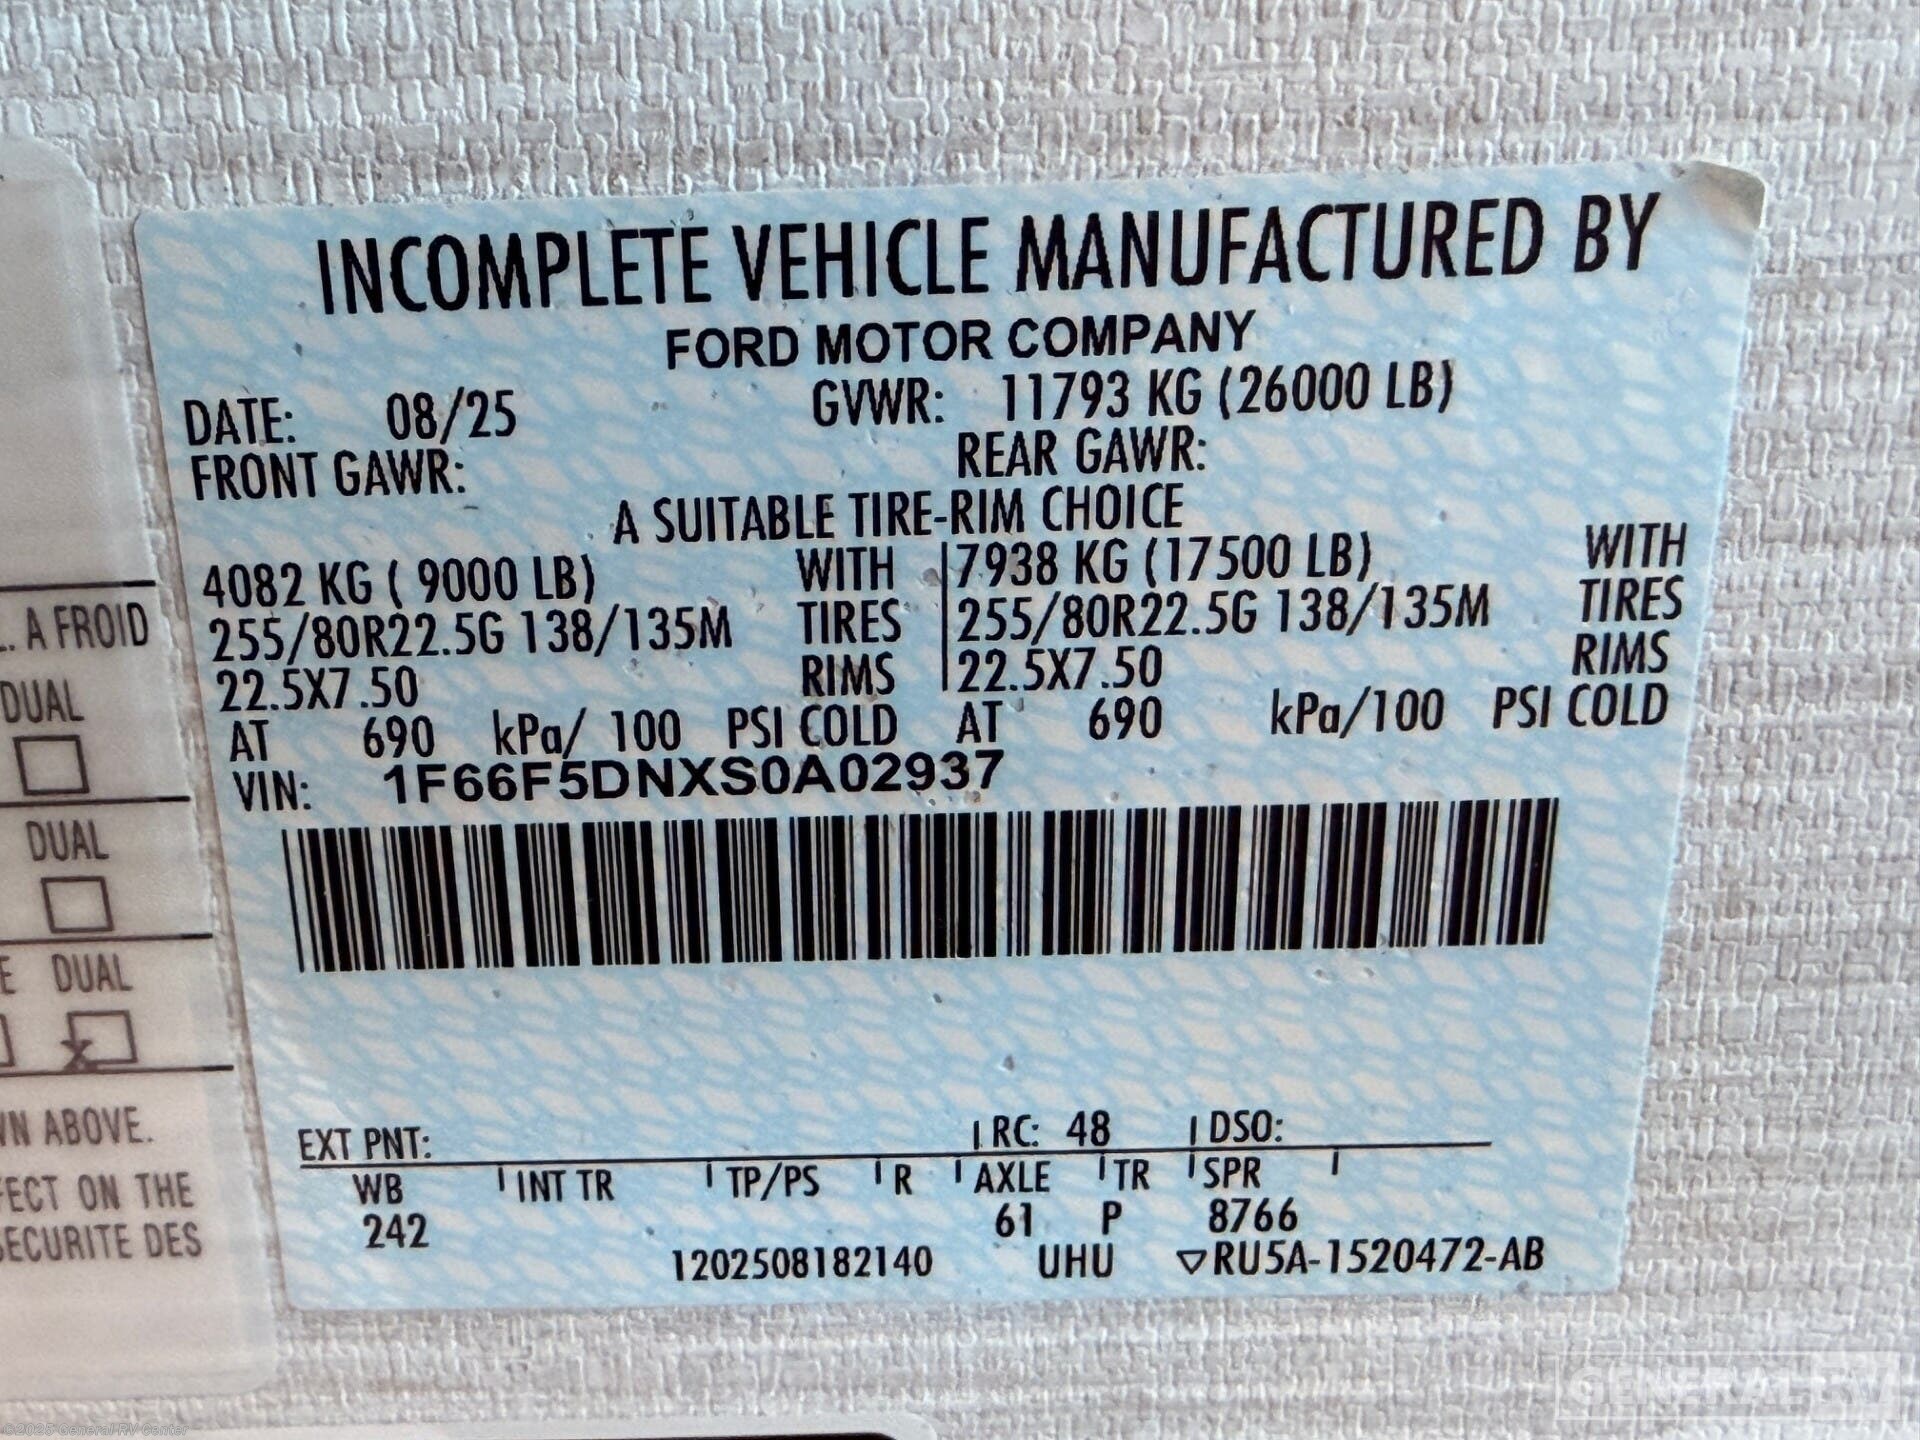 INCOMPLETE VEHICLE MANUFACTURED BY
FORD MOTOR COMPANY
DATE: 08/25 GVWR: 11793 KG (26000 LB)
FRONT GAWR: REAR GAWR:
A SUITABLE TIRE-RIM CHOICE
4082 KG ( 9000 LB) WITH 7938 KG (17500 LB) WITH
255/80R22.5G 138/135M TIRES 255/80R22.5G 138/135M TIRES
22.5X7.50 RIMS 22.5X7.50 RIMS
AT 690 kPa/ 100 PSI COLD AT 690 kPa/100 PSI COLD
VIN: 1F66F5DNXS0A02937
EXT PNT: RC: 48 DSO:
WB INT TR TP/PS R AXLE TR SPR
242 61 P 8766
1202508182140 UHU ▽RU5A-1520472-AB
A FROID
DUAL
DUAL
DUAL
X
ABOVE.
ON THE
DES
GENERAL RV
©2025 General RV Center